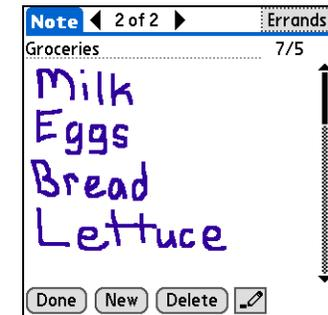 Note 2 of 2 Errands
Groceries 7/5
Milk
Eggs
Bread
Lettuce
Done New Delete